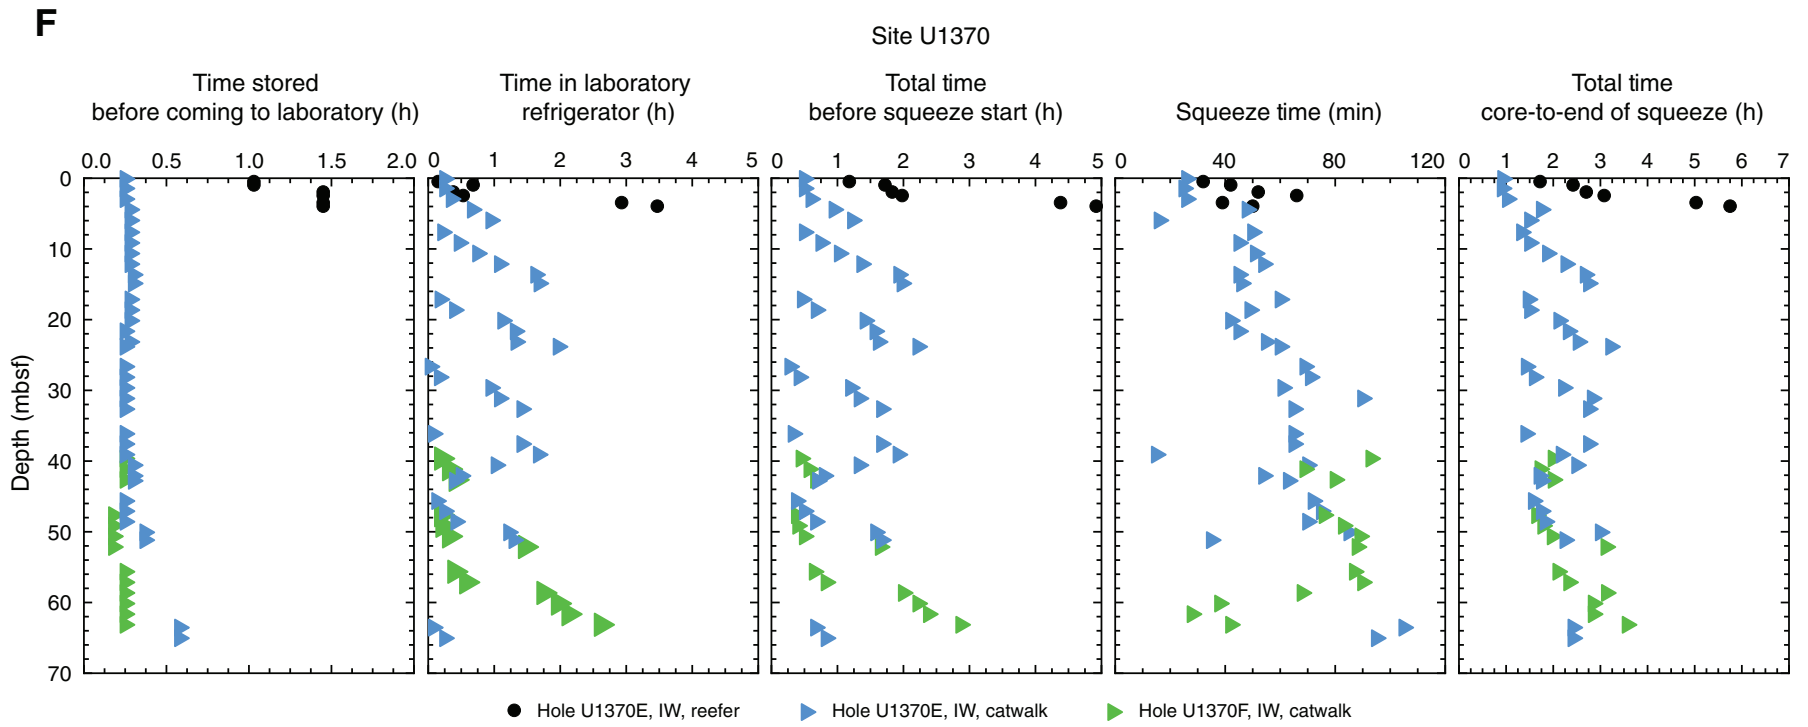 F
Site U1370
Time stored
before coming to laboratory (h)
Time in laboratory
refrigerator (h)
Total time
before squeeze start (h)
Squeeze time (min)
Total time
core-to-end of squeeze (h)
0.0 0.5 1.0 1.5 2.0
0 1 2 3 4 5
0 1 2 3 4 5
0 40 80 120
0 1 2 3 4 5 6 7
0
10
20
30
40
50
60
70
Depth (mbsf)
Hole U1370E, IW, reefer
Hole U1370E, IW, catwalk
Hole U1370F, IW, catwalk